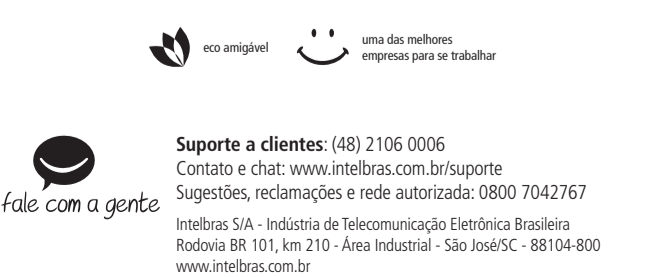 eco amigável
uma das melhores
empresas para se trabalhar
fale com a gente
Suporte a clientes: (48) 2106 0006
Contato e chat: www.intelbras.com.br/suporte
Sugestões, reclamações e rede autorizada: 0800 7042767
Intelbras S/A - Indústria de Telecomunicação Eletrônica Brasileira
Rodovia BR 101, km 210 - Área Industrial - São José/SC - 88104-800
www.intelbras.com.br